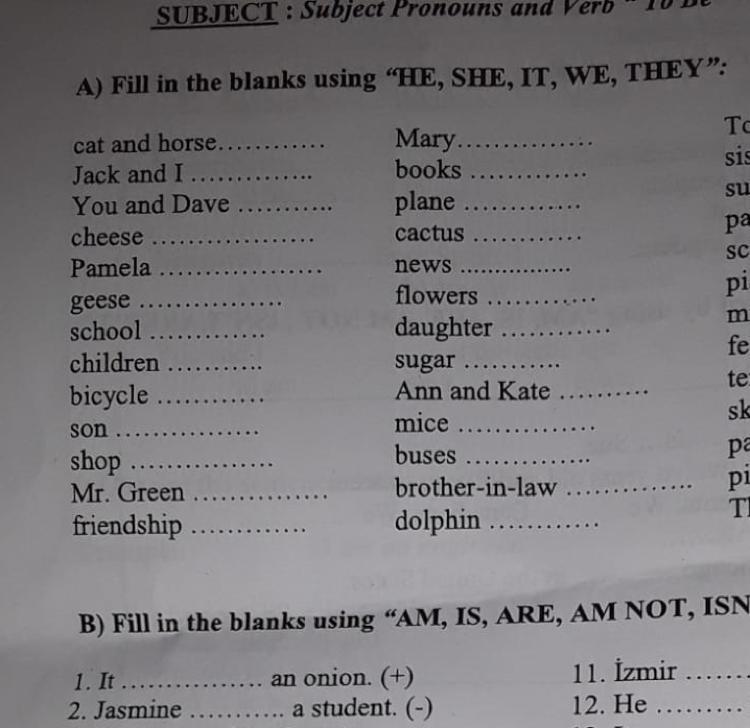 SUBJECT : Subject Pronouns and Verb "To Be
A) Fill in the blanks using “HE, SHE, IT, WE, THEY”:
cat and horse............
Jack and I ..............
You and Dave ...........
cheese ..................
Pamela ..................
geese ................
school .............
children ...........
bicycle ............
son ................
shop ................
Mr. Green ...............
friendship .............
Mary...............
books .............
plane .............
cactus ............
news ................
flowers ............
daughter ............
sugar ...........
Ann and Kate ..........
mice ...............
buses ..............
brother-in-law ..............
dolphin ............
B) Fill in the blanks using “AM, IS, ARE, AM NOT, ISN
1. It ................ an onion. (+)
2. Jasmine ........... a student. (-)
11. İzmir .......
12. He .........